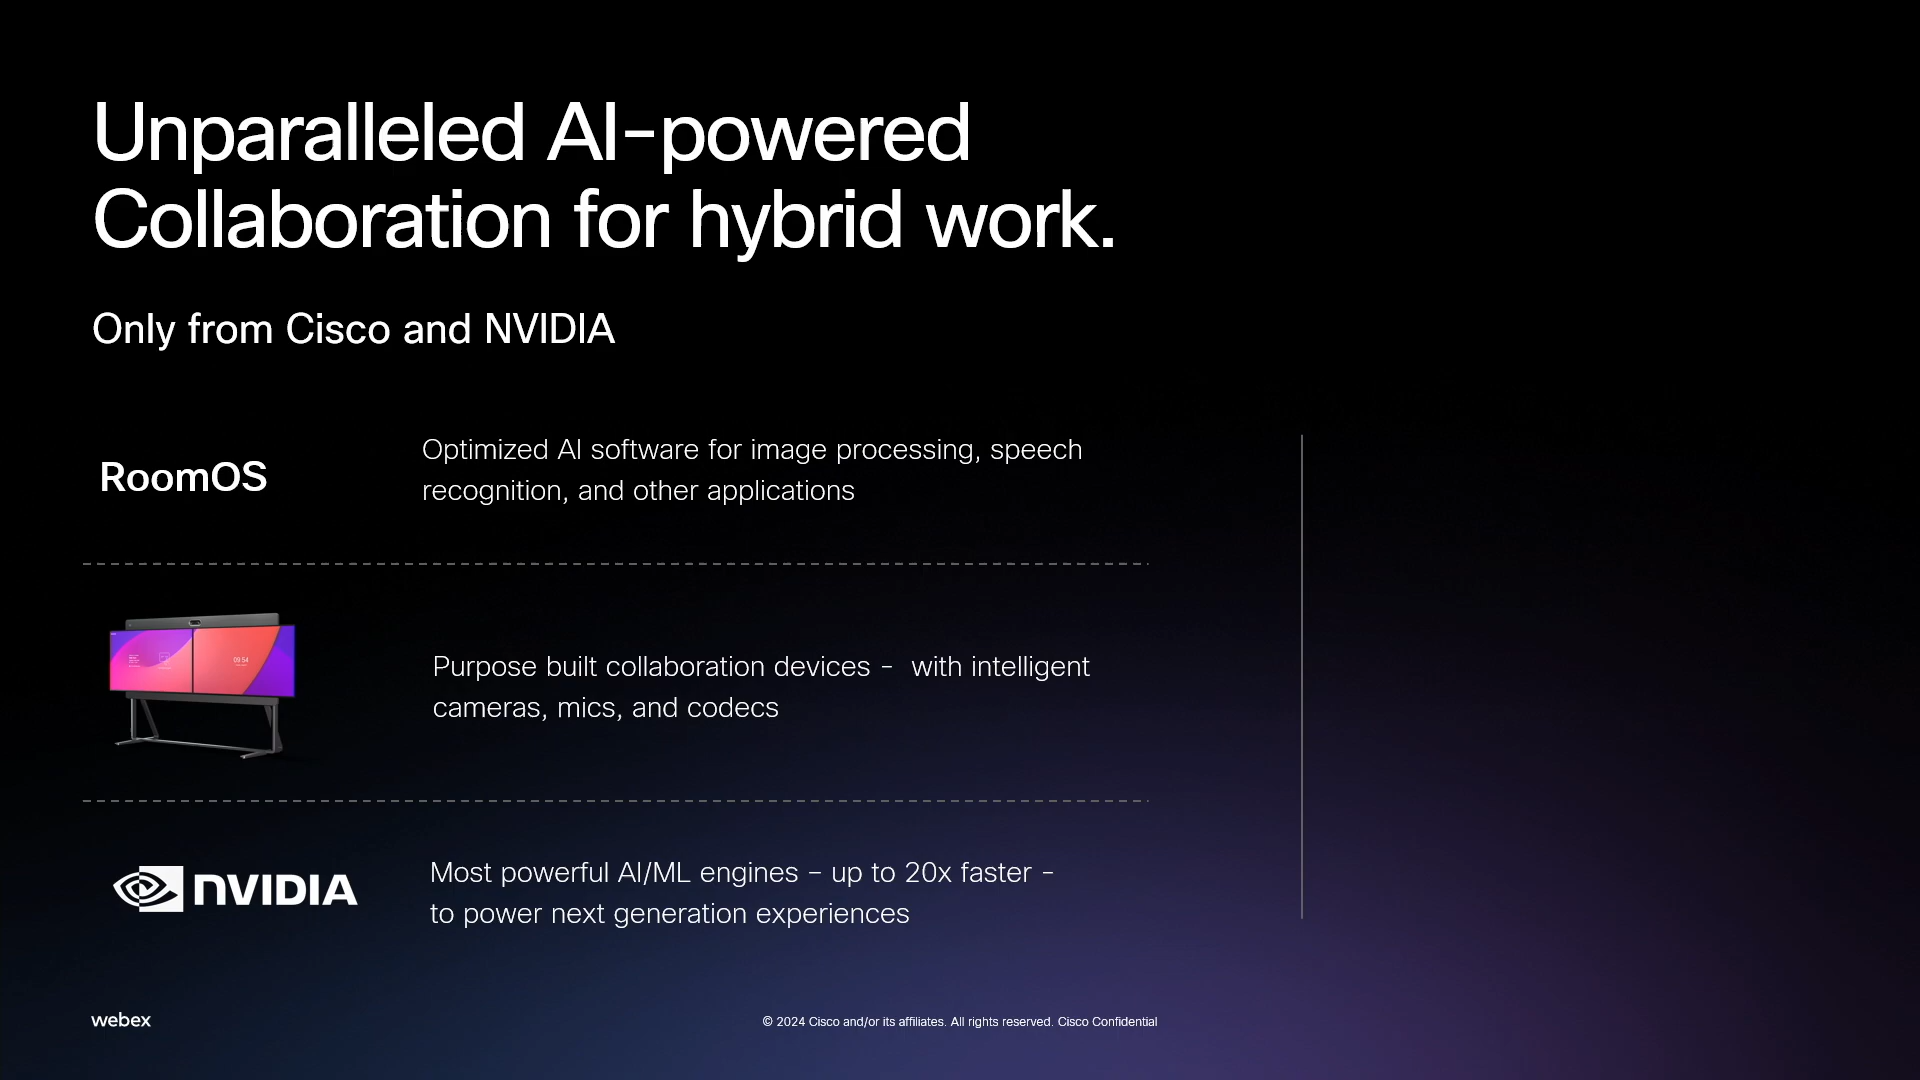 Unparalleled AI-powered
Collaboration for hybrid work.
Only from Cisco and NVIDIA
RoomOS
Optimized AI software for image processing, speech
recognition, and other applications
09:54
Purpose built collaboration devices - with intelligent
cameras, mics, and codecs
NVIDIA
Most powerful AI/ML engines - up to 20x faster -
to power next generation experiences
webex
© 2024 Cisco and/or its affiliates. All rights reserved. Cisco Confidential